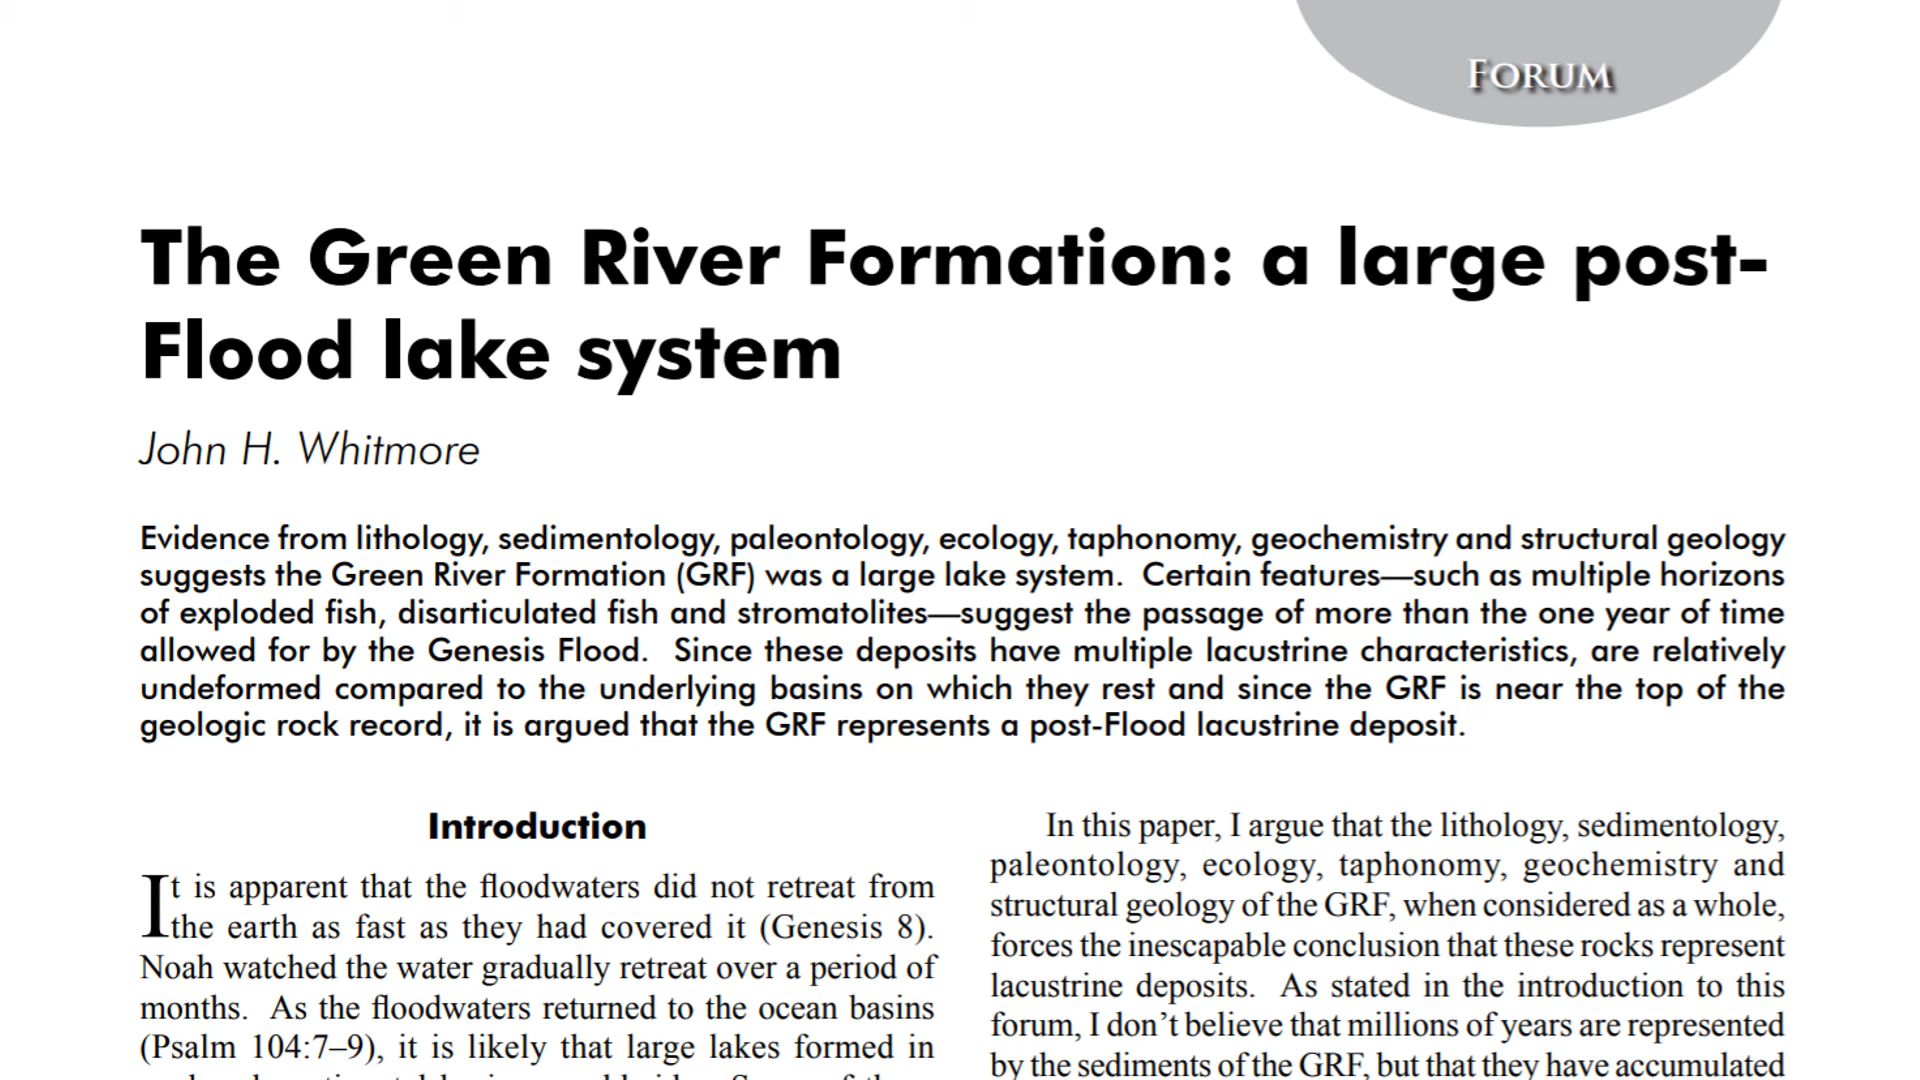 FORUM
The Green River Formation: a large post-
Flood lake system
John H. Whitmore
Evidence from lithology, sedimentology, paleontology, ecology, taphonomy, geochemistry and structural geology
suggests the Green River Formation (GRF) was a large lake system. Certain features—such as multiple horizons
of exploded fish, disarticulated fish and stromatolites—suggest the passage of more than the one year of time
allowed for by the Genesis Flood. Since these deposits have multiple lacustrine characteristics, are relatively
undeformed compared to the underlying basins on which they rest and since the GRF is near the top of the
geologic rock record, it is argued that the GRF represents a post-Flood lacustrine deposit.
Introduction
It is apparent that the floodwaters did not retreat from
the earth as fast as they had covered it (Genesis 8).
Noah watched the water gradually retreat over a period of
months. As the floodwaters returned to the ocean basins
(Psalm 104:7–9), it is likely that large lakes formed in
In this paper, I argue that the lithology, sedimentology,
paleontology, ecology, taphonomy, geochemistry and
structural geology of the GRF, when considered as a whole,
forces the inescapable conclusion that these rocks represent
lacustrine deposits. As stated in the introduction to this
forum, I don't believe that millions of years are represented
by the sediments of the GRF, but that they have accumulated